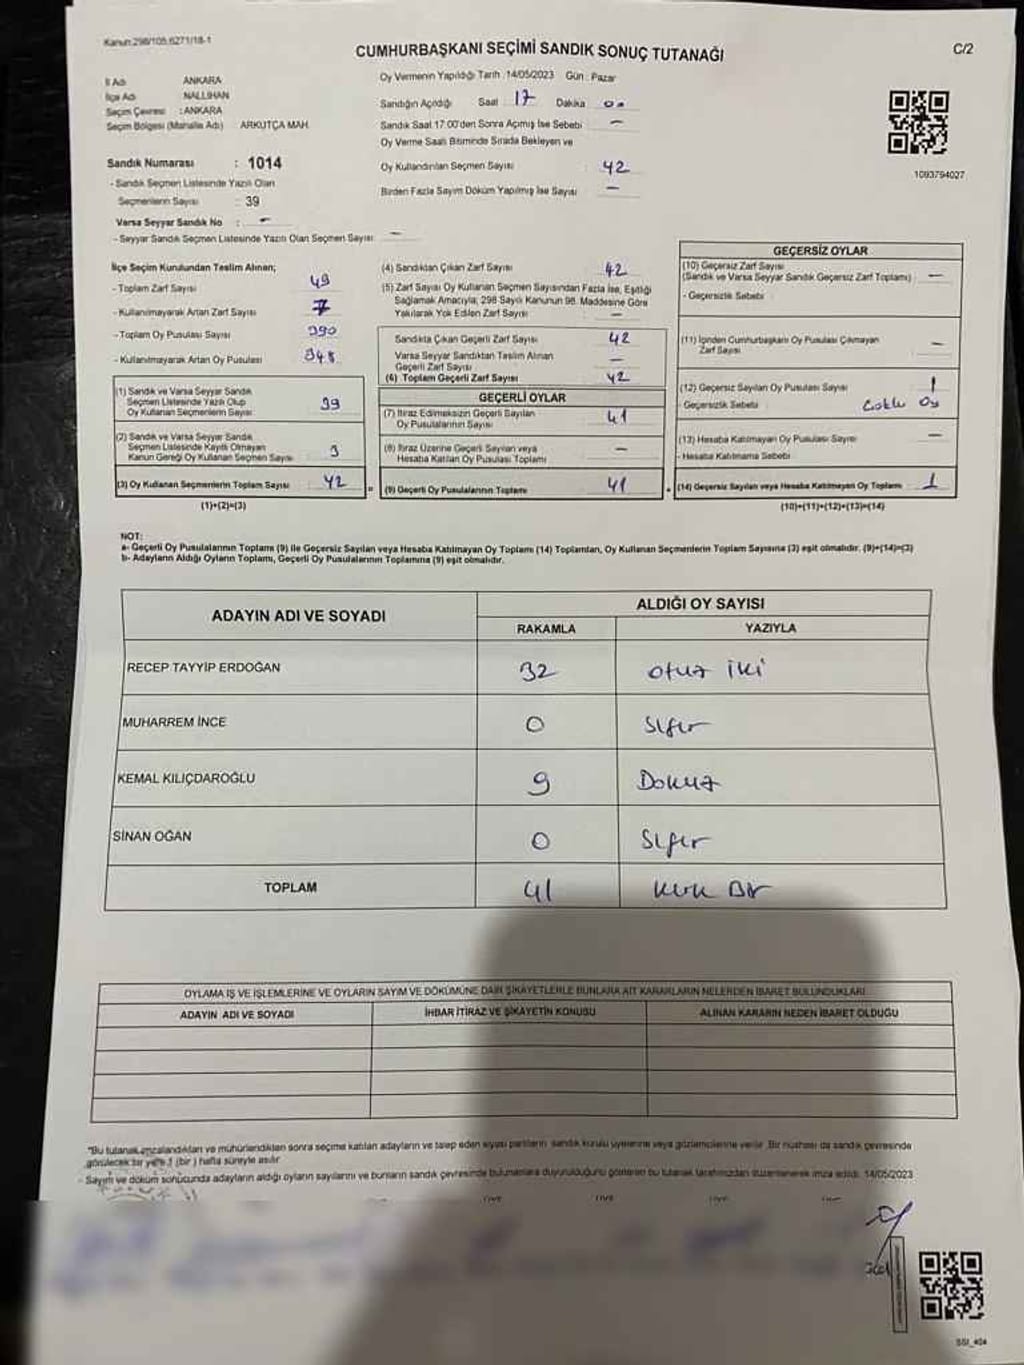 Kanun:298/105,6271/18-1
CUMHURBAŞKANI SEÇİMİ SANDIK SONUÇ TUTANAĞI
C/2
İl Adı ANKARA
İlçe Adı NALLIHAN
Seçim Çevresi : ANKARA
Seçim Bölgesi (Mahalle Adı) ARKUTÇA MAH.
Sandık Numarası : 1014
- Sandık Seçmen Listesinde Yazılı Olan
Seçmenlerin Sayısı : 39
Varsa Seyyar Sandık No : -
- Seyyar Sandık Seçmen Listesinde Yazılı Olan Seçmen Sayısı -
Oy Vermenin Yapıldığı Tarih :14/05/2023 Gün : Pazar
Sandığın Açıldığı Saat 17 Dakika 00
Sandık Saat 17:00'den Sonra Açımış İse Sebebi -
Oy Verme Saati Bitiminde Sırada Bekleyen ve
Oy Kullandırılan Seçmen Sayısı : 42
Birden Fazla Sayım Döküm Yapılmış İse Sayısı -
1093794027
İlçe Seçim Kurulundan Teslim Alınan;
- Toplam Zarf Sayısı 49
- Kullanılmayarak Artan Zarf Sayısı 7
- Toplam Oy Pusulası Sayısı 390
- Kullanılmayarak Artan Oy Pusulası 348
(1) Sandık ve Varsa Seyyar Sandık
Seçmen Listesinde Yazılı Olup
Oy Kullanan Seçmenlerin Sayısı 39
(2) Sandık ve Varsa Seyyar Sandık
Seçmen Listesinde Kayıtlı Olmayan
Kanun Gereği Oy Kullanan Seçmen Sayısı 3
(3) Oy Kullanan Seçmenlerin Toplam Sayısı 42
(1)+(2)=(3)
(4) Sandıktan Çıkan Zarf Sayısı 42
(5) Zarf Sayısı Oy Kullanan Seçmen Sayısından Fazla İse, Eşitliği
Sağlamak Amacıyla; 298 Sayılı Kanunun 98. Maddesine Göre
Yakılarak Yok Edilen Zarf Sayısı -
Sandıkta Çıkan Geçerli Zarf Sayısı 42
Varsa Seyyar Sandıktan Teslim Alınan
Geçerli Zarf Sayısı -
(6) Toplam Geçerli Zarf Sayısı 42
GEÇERLİ OYLAR
(7) İtiraz Edilmeksizin Geçerli Sayılan
Oy Pusulalarının Sayısı 41
(8) İtiraz Üzerine Geçerli Sayılan veya
Hesaba Katılan Oy Pusulası Toplamı -
= (9) Geçerli Oy Pusulalarının Toplamı 41
GEÇERSİZ OYLAR
(10) Geçersiz Zarf Sayısı
(Sandık ve Varsa Seyyar Sandık Geçersiz Zarf Toplamı) -
- Geçersizlik Sebebi
(11) İçinden Cumhurbaşkanı Oy Pusulası Çıkmayan
Zarf Sayısı -
(12) Geçersiz Sayılan Oy Pusulası Sayısı 1
- Geçersizlik Sebebi Çoklu Oy
(13) Hesaba Katılmayan Oy Pusulası Sayısı -
- Hesaba Katılmama Sebebi
+ (14) Geçersiz Sayılan veya Hesaba Katılmayan Oy Toplamı 1
(10)+(11)+(12)+(13)=(14)
NOT:
a- Geçerli Oy Pusulalarının Toplamı (9) ile Geçersiz Sayılan veya Hesaba Katılmayan Oy Toplamı (14) Toplamları, Oy Kullanan Seçmenlerin Toplam Sayısına (3) eşit olmalıdır. (9)+(14)=(3)
b- Adayların Aldığı Oyların Toplamı, Geçerli Oy Pusulalarının Toplamına (9) eşit olmalıdır.
ADAYIN ADI VE SOYADI
ALDIĞI OY SAYISI
RAKAMLA YAZIYLA
RECEP TAYYİP ERDOĞAN 32 otuz iki
MUHARREM İNCE 0 Sıfır
KEMAL KILIÇDAROĞLU 9 Dokuz
SİNAN OĞAN 0 Sıfır
TOPLAM 41 Kırk Bir
OYLAMA İŞ VE İŞLEMLERİNE VE OYLARIN SAYIM VE DÖKÜMÜNE DAİR ŞİKAYETLERLE BUNLARA AİT KARARLARIN NELERDEN İBARET BULUNDUKLARI
ADAYIN ADI VE SOYADI İHBAR İTİRAZ VE ŞİKAYETİN KONUSU ALINAN KARARIN NEDEN İBARET OLDUĞU
*Bu tutanak imzalandıktan ve mühürlendikten sonra seçime katılan adayların ve talep eden siyasi partilerin sandık kurulu üyelerine veya gözlemcilerine verilir. Bir nüshası da sandık çevresinde
görülecek bir yere 1 (bir) hafta süreyle asılır.
- Sayım ve döküm sonucunda adayların aldığı oyların sayılarını ve bunların sandık çevresinde bulunanlara duyurulduğunu gösteren bu tutanak tarafımızdan düzenlenerek imza edildi. 14/05/2023
SSI_404